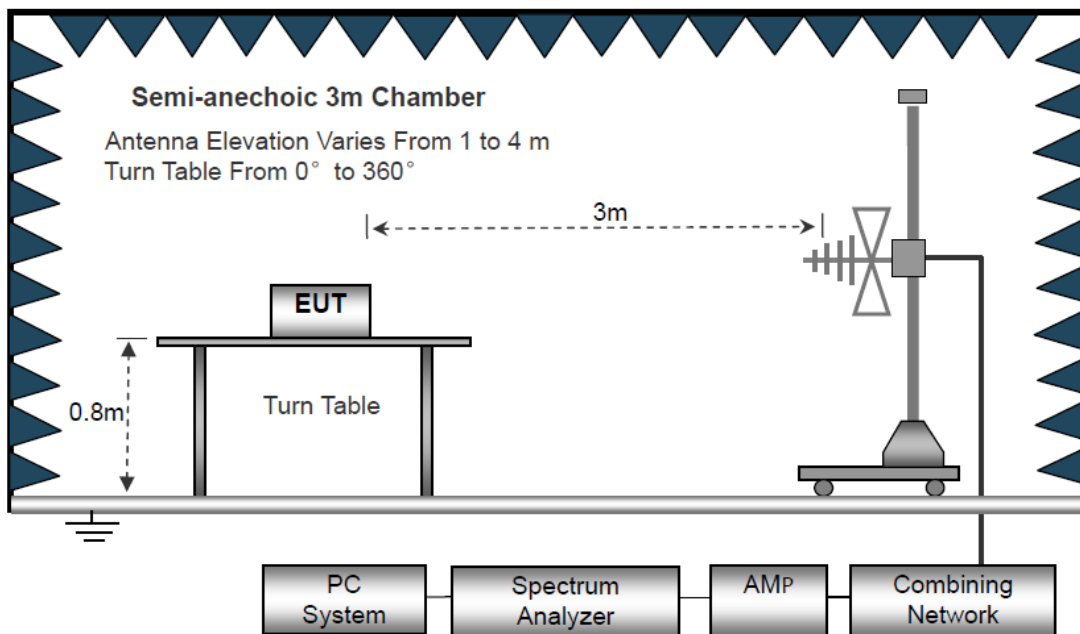 Semi-anechoic 3m Chamber
Antenna Elevation Varies From 1 to 4 m
Turn Table From 0° to 360°
3m
EUT
0.8m
Turn Table
PC
System
Spectrum
Analyzer
AMP
Combining
Network